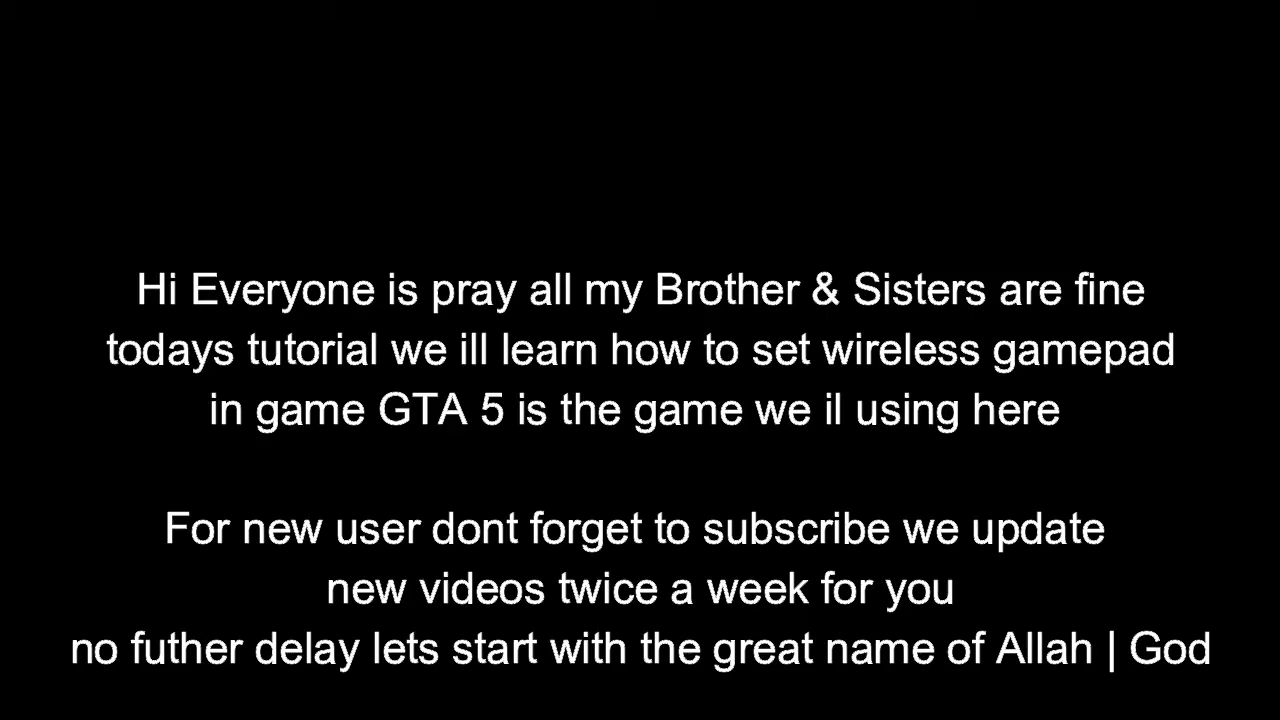 Hi Everyone is pray all my Brother & Sisters are fine
todays tutorial we ill learn how to set wireless gamepad
in game GTA 5 is the game we il using here
For new user dont forget to subscribe we update
new videos twice a week for you
no futher delay lets start with the great name of Allah | God